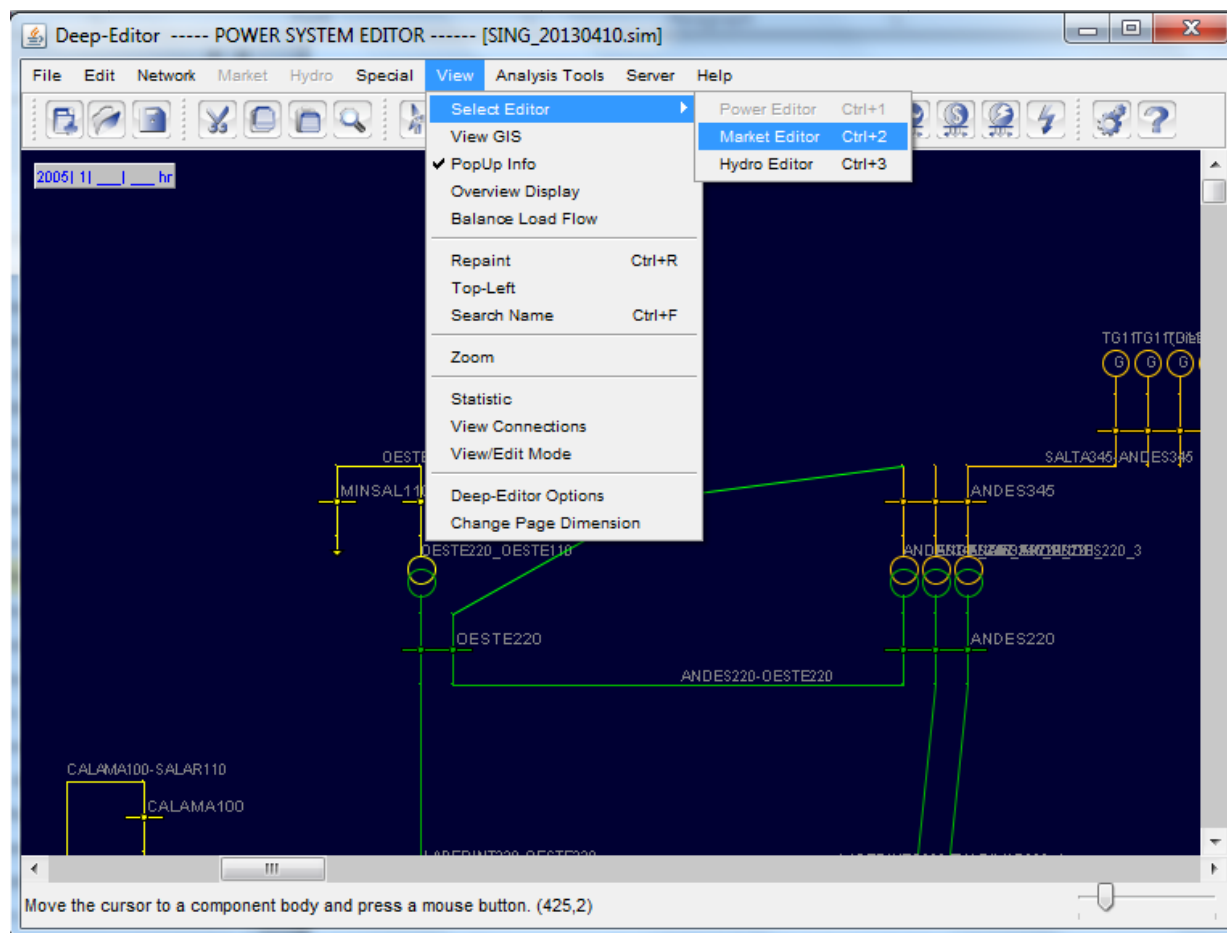 Deep-Editor ----- POWER SYSTEM EDITOR ------ [SING_20130410.sim]
File Edit Network Market Hydro Special View Analysis Tools Server Help
Select Editor
Power Editor Ctrl+1
View GIS
Market Editor Ctrl+2
PopUp Info
Hydro Editor Ctrl+3
2005| 1| ___| ___ hr
Overview Display
Balance Load Flow
Repaint Ctrl+R
Top-Left
Search Name Ctrl+F
Zoom
Statistic
View Connections
View/Edit Mode
Deep-Editor Options
Change Page Dimension
G G G
SALTA345-ANDES345
MINSAL110
ANDES345
OESTE220_OESTE110
OESTE220
ANDES220
ANDES220-OESTE220
CALAMA100-SALAR110
CALAMA100
Move the cursor to a component body and press a mouse button. (425,2)